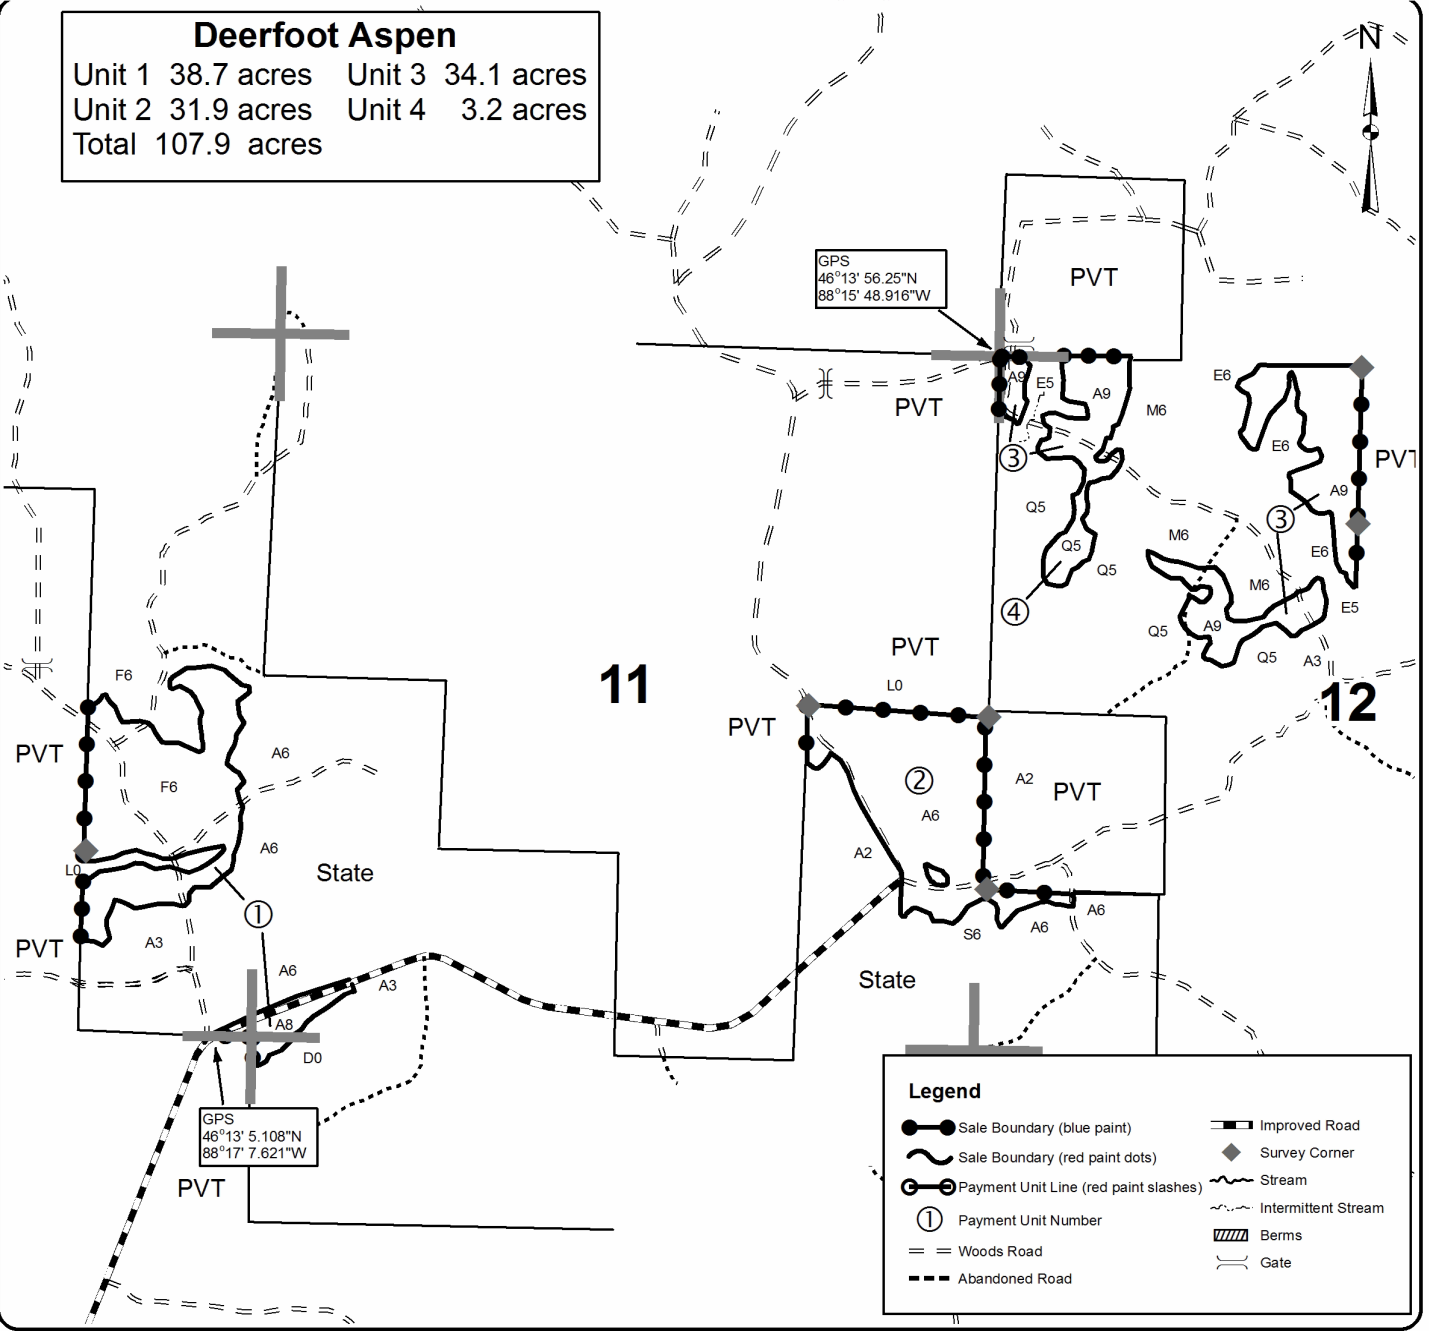 Deerfoot Aspen
Unit 1 38.7 acres Unit 3 34.1 acres
Unit 2 31.9 acres Unit 4 3.2 acres
Total 107.9 acres
N
GPS
46°13' 56.25"N
88°15' 48.916"W
PVT
PVT
A9
E5
A9
M6
E6
E6
PVT
A9
3
3
Q5
Q5
Q5
M6
E6
M6
4
E5
Q5
A9
Q5
A3
PVT
11
12
L0
F6
PVT
A6
F6
PVT
2
A2
PVT
A6
A6
A2
L0
State
1
PVT
A3
A6
A3
A8
D0
S6
A6
A6
State
GPS
46°13' 5.108"N
88°17' 7.621"W
PVT
Legend
Sale Boundary (blue paint)
Sale Boundary (red paint dots)
Payment Unit Line (red paint slashes)
1 Payment Unit Number
Woods Road
Abandoned Road
Improved Road
Survey Corner
Stream
Intermittent Stream
Berms
Gate